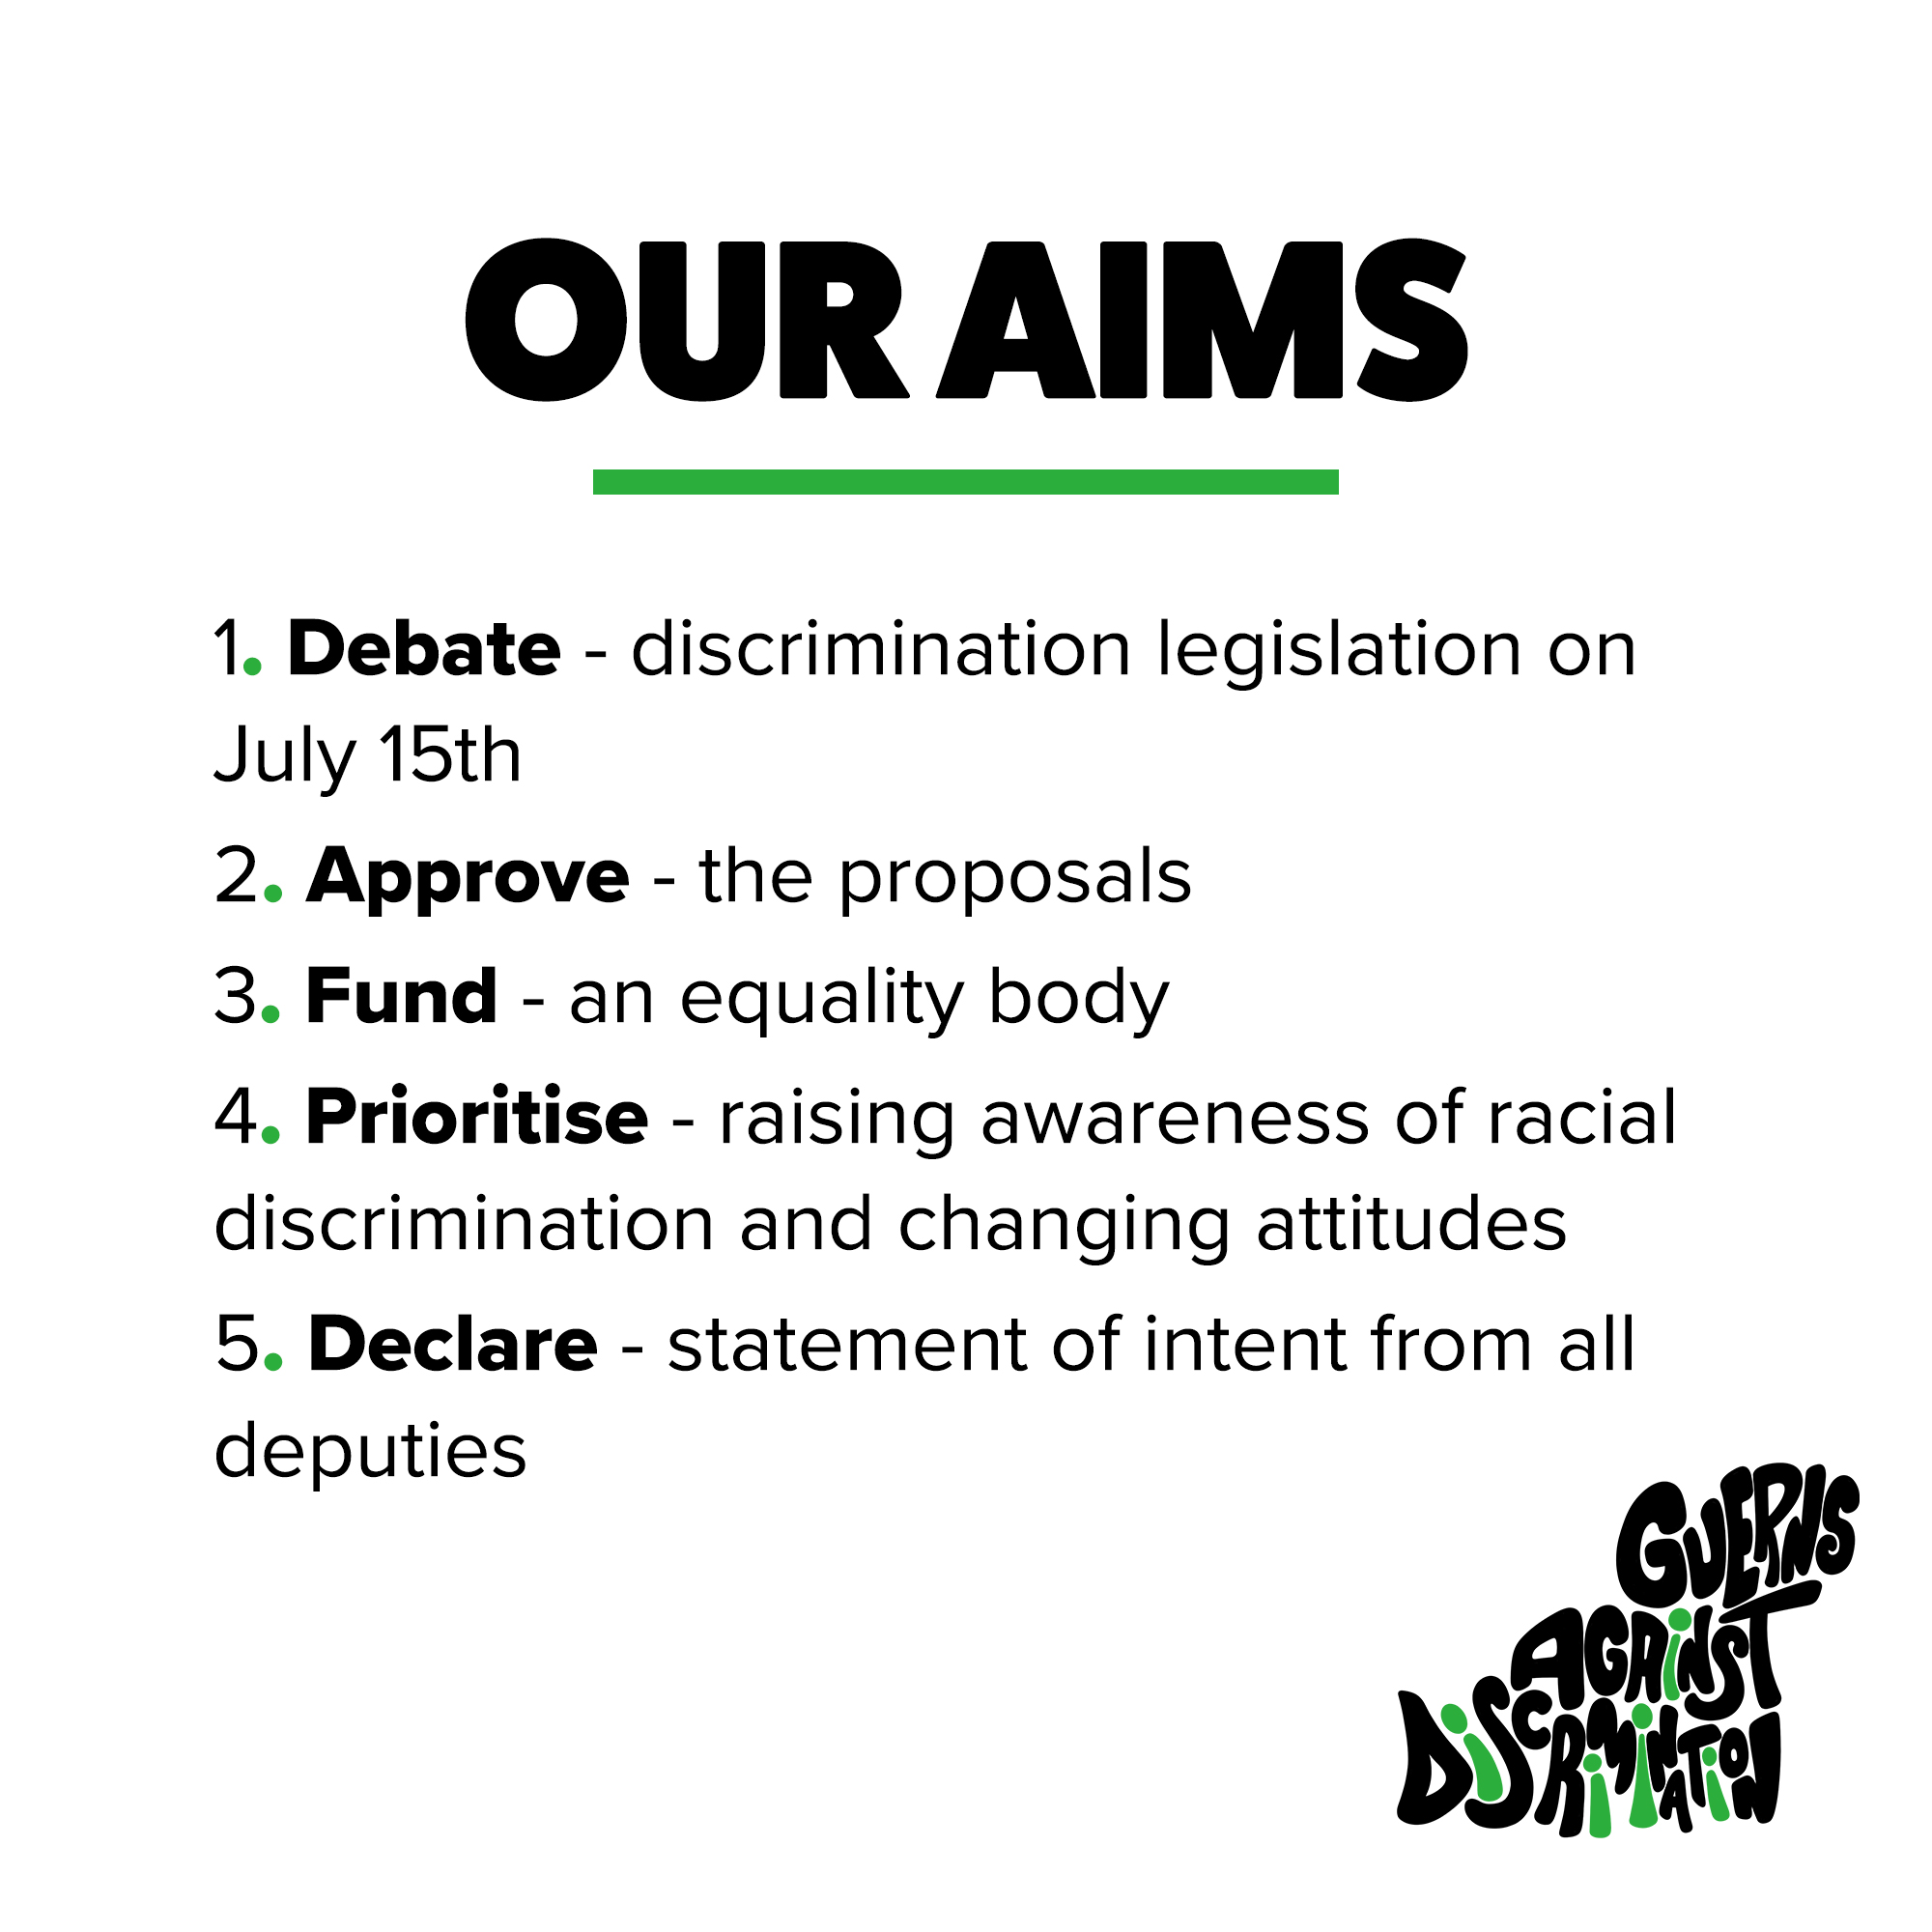 OUR AIMS
1. Debate - discrimination legislation on
July 15th
2. Approve - the proposals
3. Fund - an equality body
4. Prioritise - raising awareness of racial
discrimination and changing attitudes
5. Declare - statement of intent from all
deputies
GUERNS
AGAiNST
DiSCRiMiNATiON